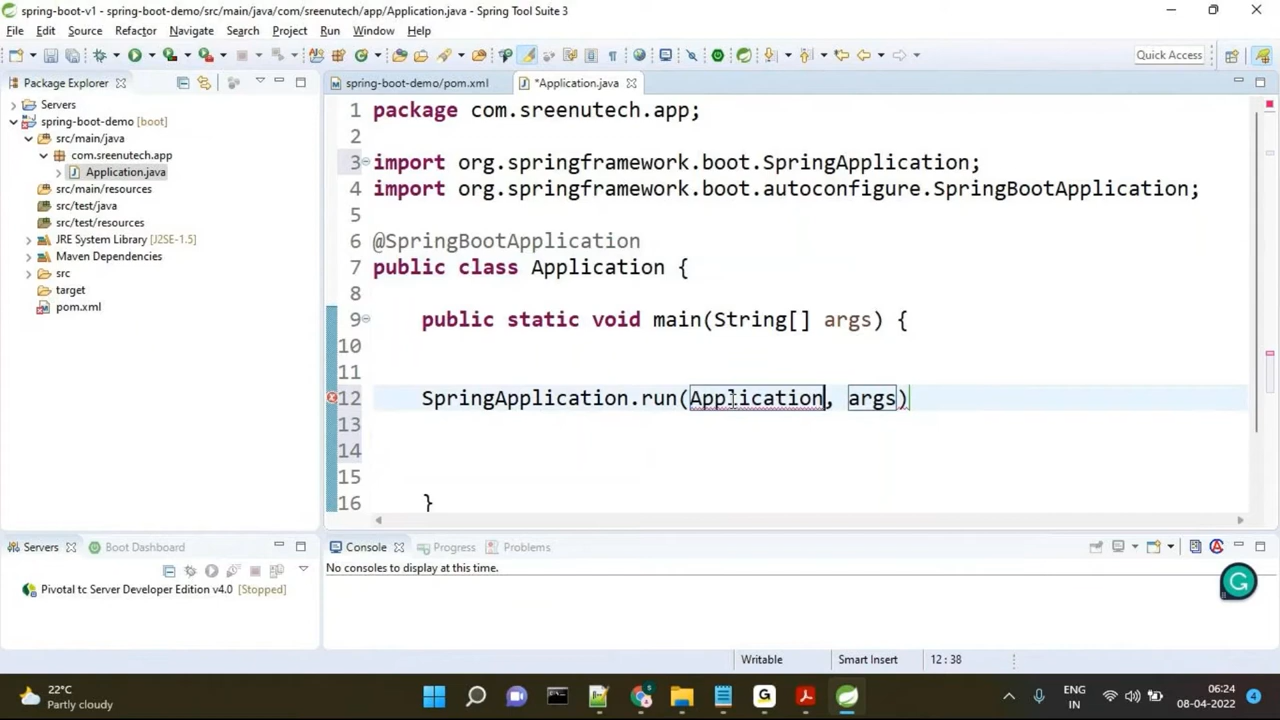 spring-boot-v1 - spring-boot-demo/src/main/java/com/sreenutech/app/Application.java - Spring Tool Suite 3
File Edit Source Refactor Navigate Search Project Run Window Help
Quick Access
Package Explorer
spring-boot-demo/pom.xml
*Application.java
Servers
spring-boot-demo [boot]
src/main/java
com.sreenutech.app
Application.java
src/main/resources
src/test/java
src/test/resources
JRE System Library [J2SE-1.5]
Maven Dependencies
src
target
pom.xml
1 package com.sreenutech.app;
2
3 import org.springframework.boot.SpringApplication;
4 import org.springframework.boot.autoconfigure.SpringBootApplication;
5
6 @SpringBootApplication
7 public class Application {
8
9 public static void main(String[] args) {
10
11
12 SpringApplication.run(Application, args)
13
14
15
16 }
Servers
Boot Dashboard
Pivotal tc Server Developer Edition v4.0 [Stopped]
Console
Progress
Problems
No consoles to display at this time.
G
Writable
Smart Insert
12 : 38
22°C
Partly cloudy
S
G
ENG
IN
06:24
08-04-2022
4